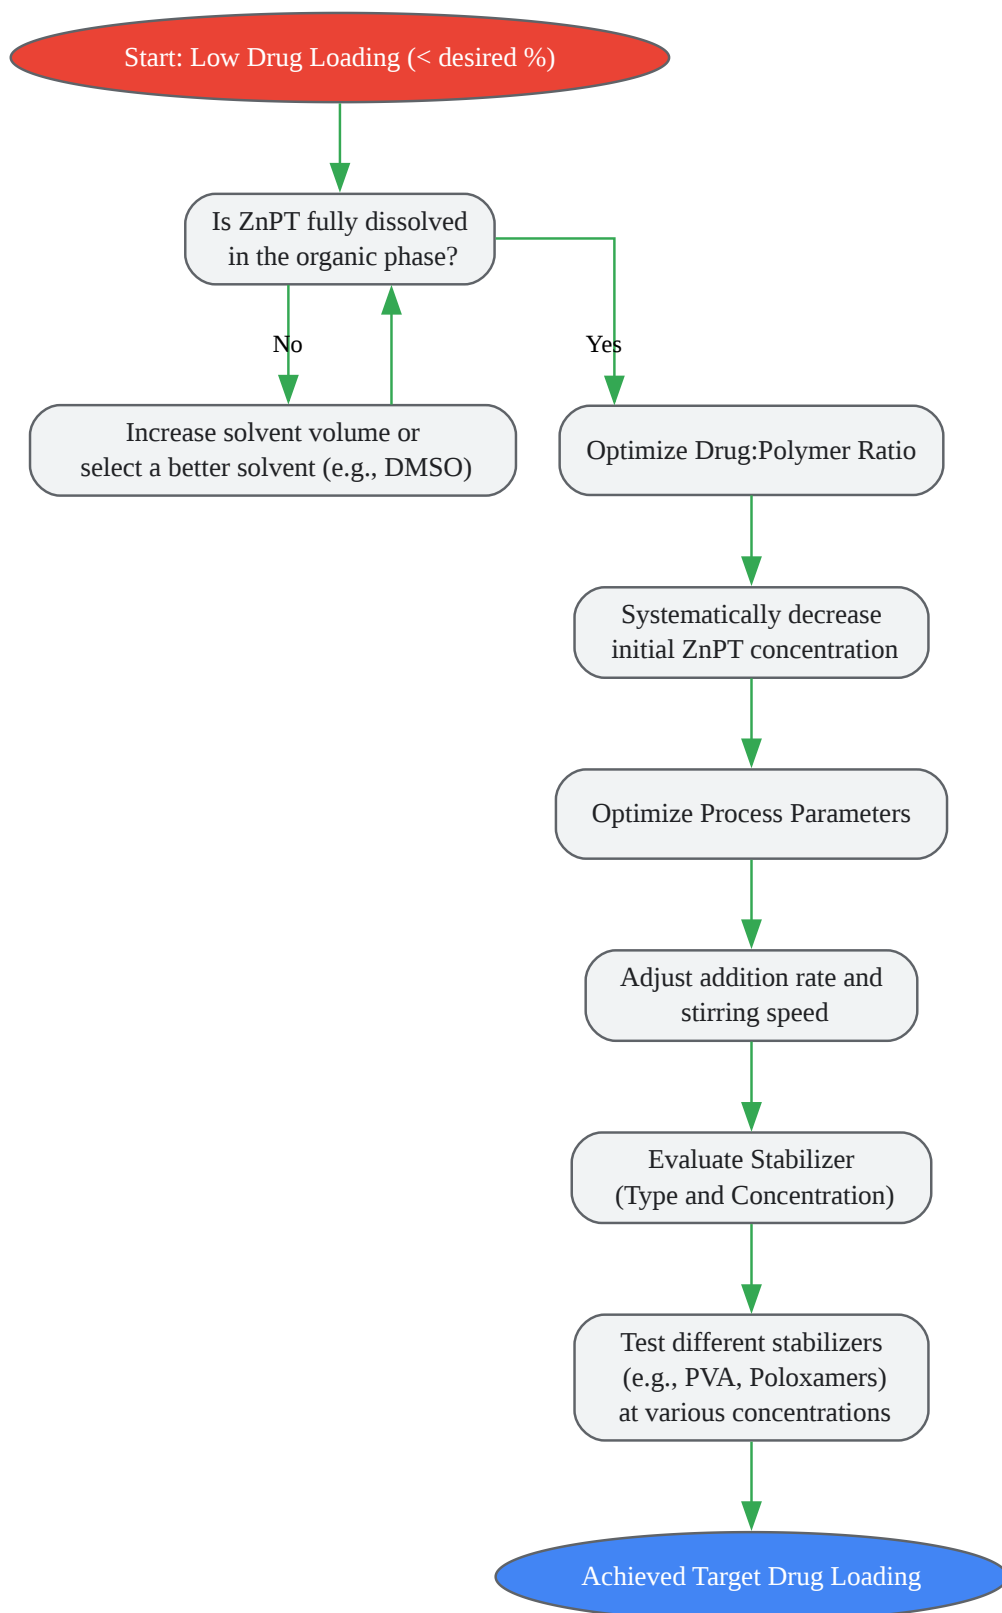 Start: Low Drug Loading (< desired %)
Is ZnPT fully dissolved
in the organic phase?
No
Yes
Increase solvent volume or
select a better solvent (e.g., DMSO)
Optimize Drug:Polymer Ratio
Systematically decrease
initial ZnPT concentration
Optimize Process Parameters
Adjust addition rate and
stirring speed
Evaluate Stabilizer
(Type and Concentration)
Test different stabilizers
(e.g., PVA, Poloxamers)
at various concentrations
Achieved Target Drug Loading